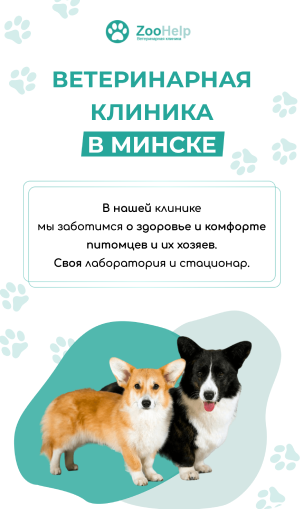 ZooHelp
Ветеринарная клиника
ВЕТЕРИНАРНАЯ
КЛИНИКА
В МИНСКЕ
В нашей клинике
мы заботимся о здоровье и комфорте
питомцев и их хозяев.
Своя лаборатория и стационар.